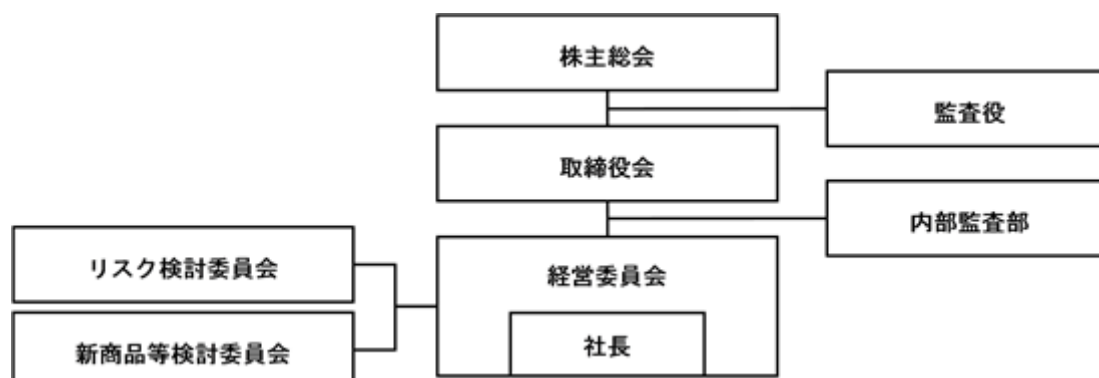 株主総会
監査役
取締役会
内部監査部
リスク検討委員会
経営委員会
社長
新商品等検討委員会